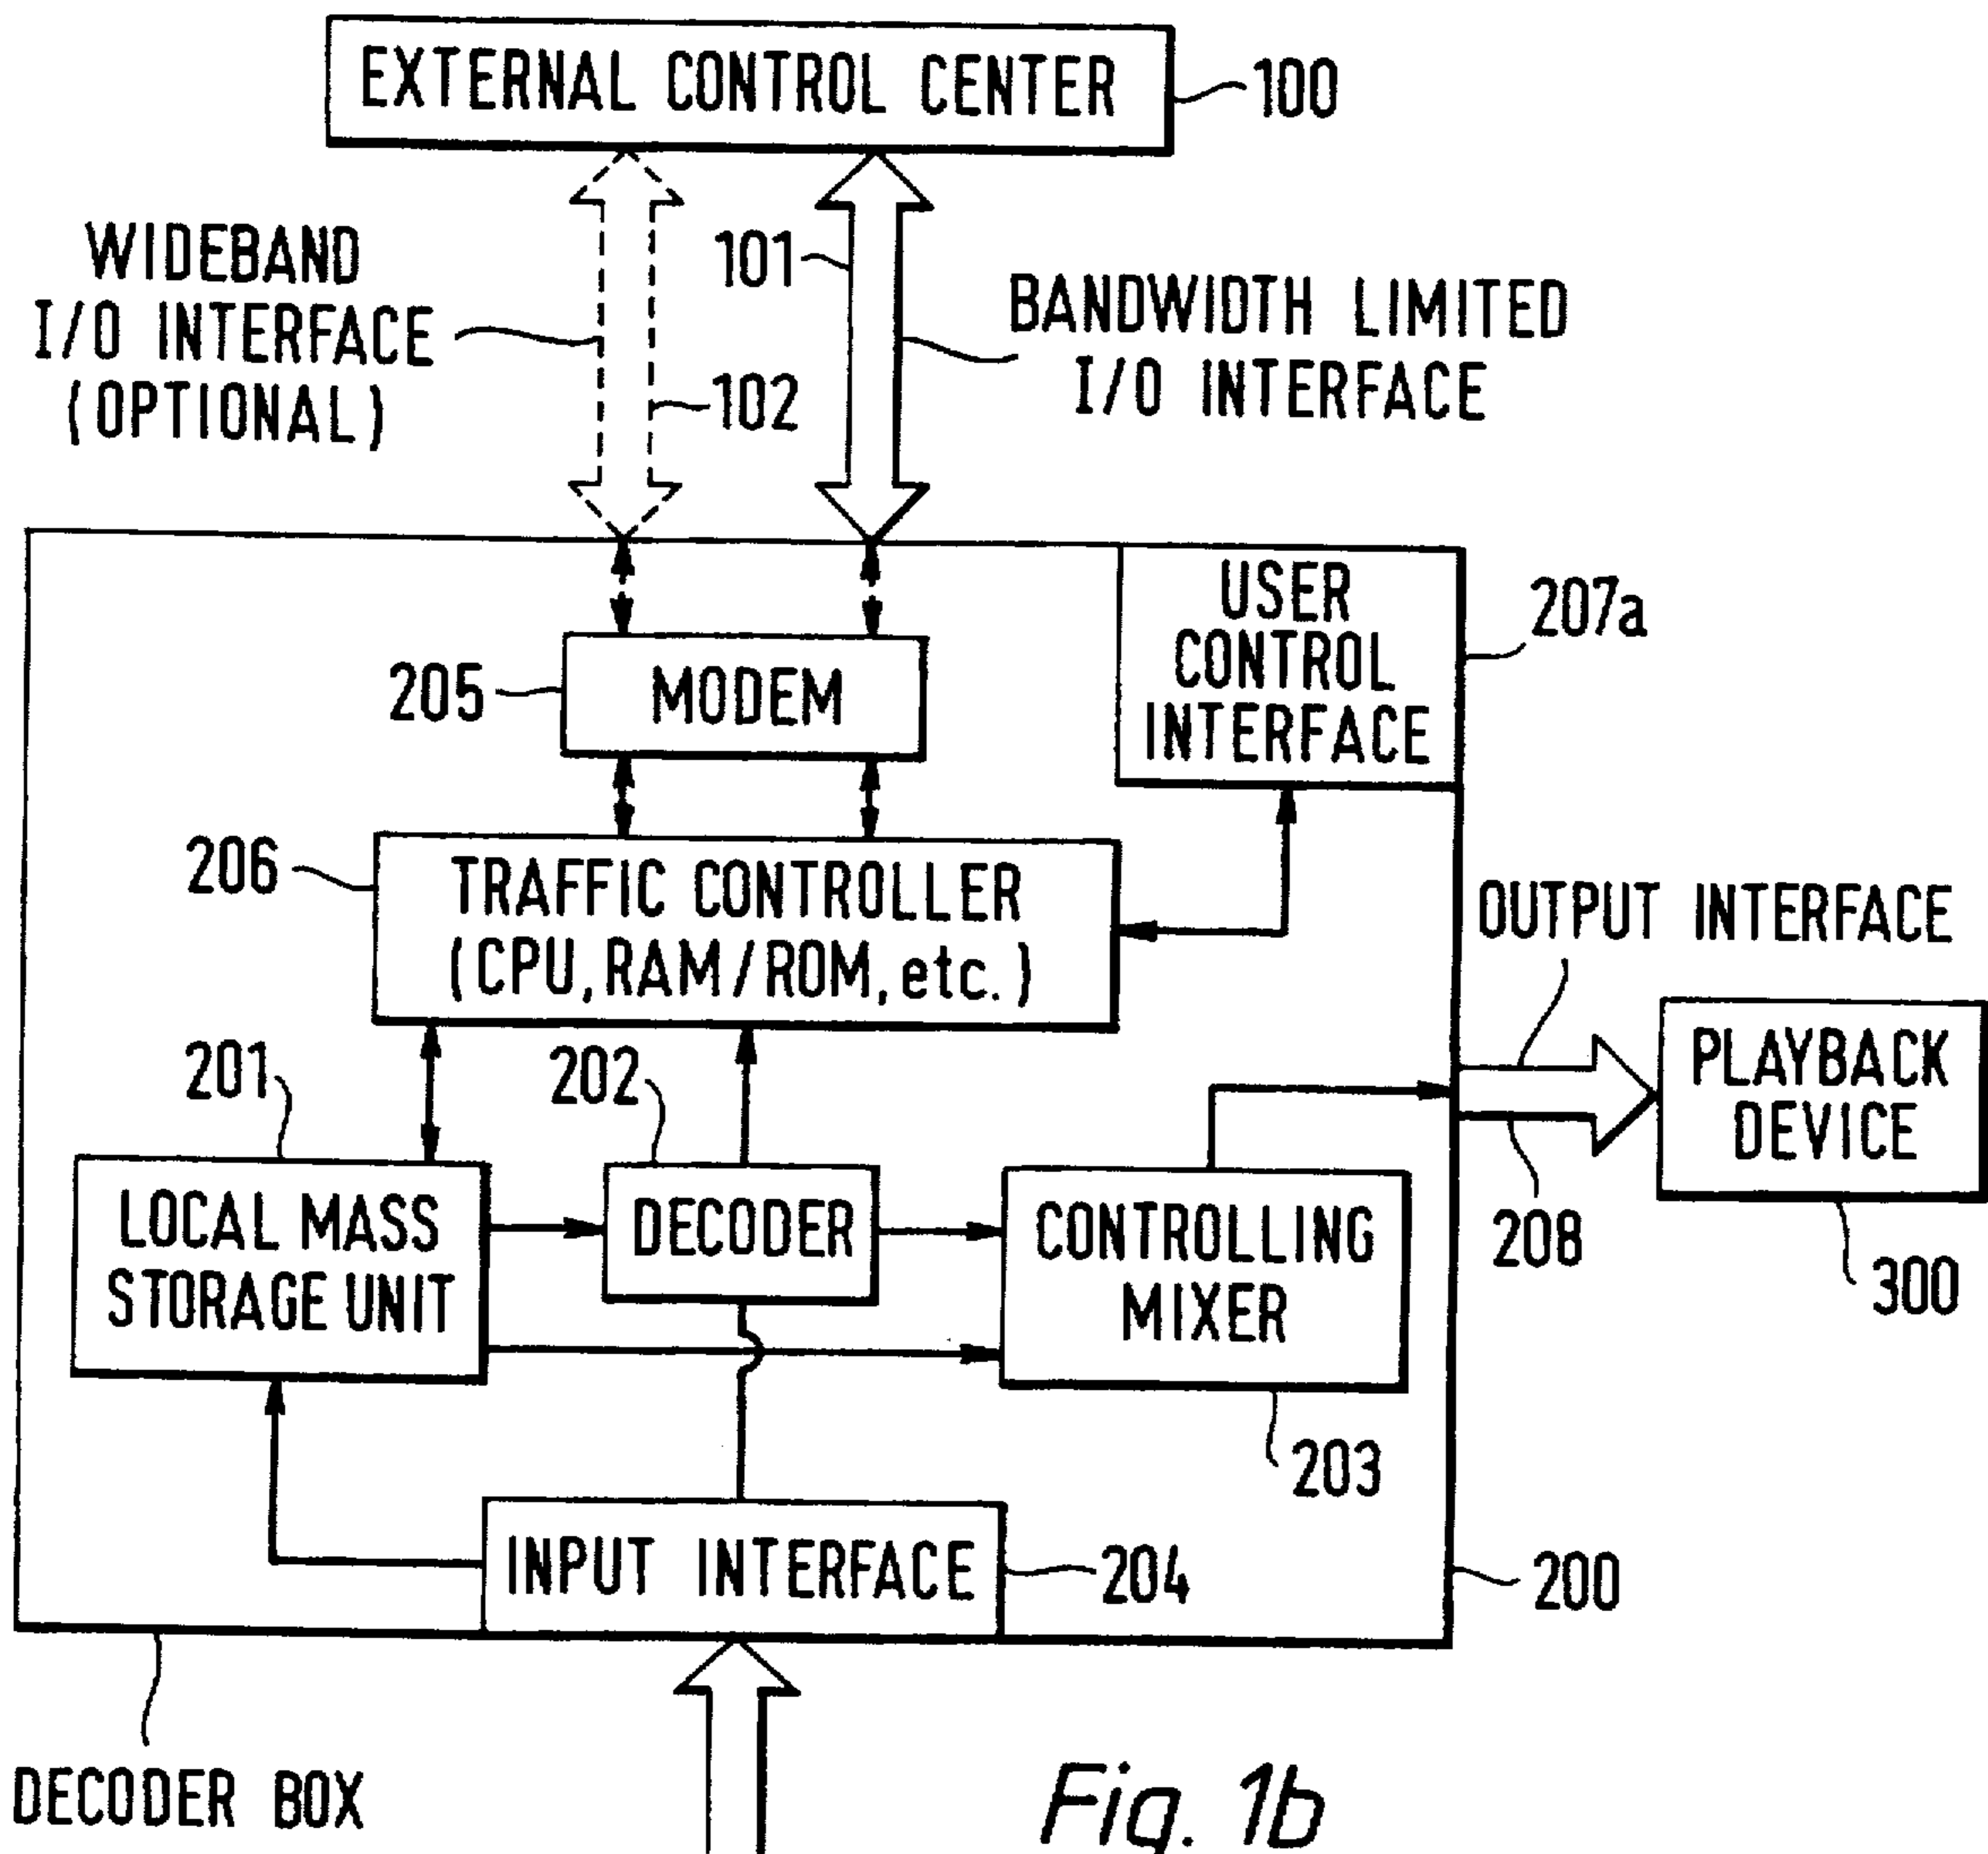 EXTERNAL CONTROL CENTER
100
WIDEBAND
I/O INTERFACE
(OPTIONAL)
101
102
BANDWIDTH LIMITED
I/O INTERFACE
USER
CONTROL
INTERFACE
207a
205
MODEM
206
TRAFFIC CONTROLLER
(CPU, RAM/ROM, etc.)
OUTPUT INTERFACE
201
202
PLAYBACK
DEVICE
LOCAL MASS
STORAGE UNIT
DECODER
CONTROLLING
MIXER
208
300
203
INPUT INTERFACE
204
200
DECODER BOX
Fig. 1b